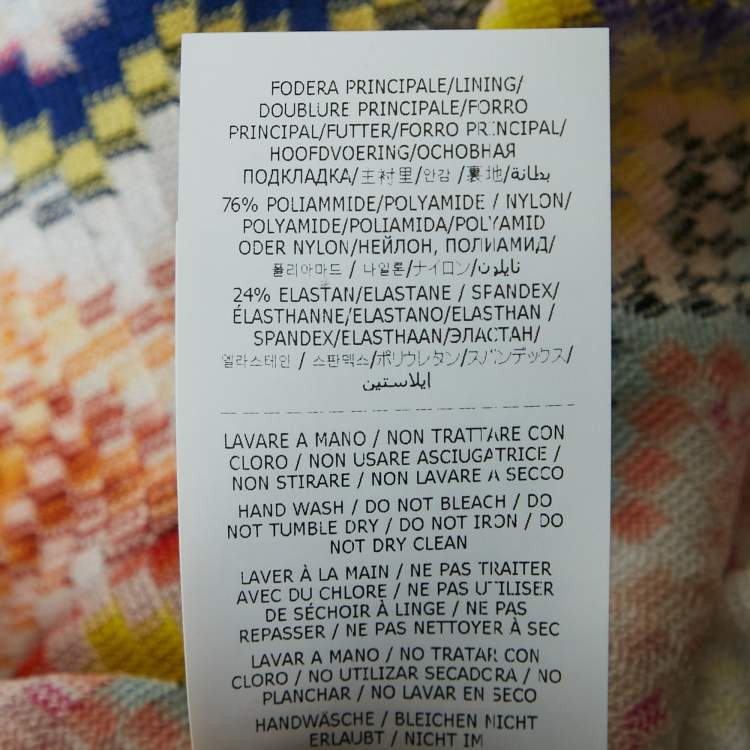 FODERA PRINCIPALE/LINING/
DOUBLURE PRINCIPALE/FORRO
PRINCIPAL/FUTTER/FORRO PRINCIPAL/
HOOFDVOERING/ОСНОВНАЯ
ПОДКЛАДКА/主衬里/안감 /裏地/بطانة/
76% POLIAMMIDE/POLYAMIDE / NYLON/
POLYAMIDE/POLIAMIDA/POLYAMID
ODER NYLON/НЕЙЛОН, ПОЛИАМИД/
폴리아마드 / 나일론/ナイロン/نايلون/
24% ELASTAN/ELASTANE / SPANDEX/
ÉLASTHANNE/ELASTANO/ELASTHAN /
SPANDEX/ELASTHAAN/ЭЛАСТАН/
엘라스테인 / 스판덱스/ポリウレタン/スパンデックス/
ايلاستين
LAVARE A MANO / NON TRATTARE CON
CLORO / NON USARE ASCIUGATRICE /
NON STIRARE / NON LAVARE A SECCO
HAND WASH / DO NOT BLEACH / DO
NOT TUMBLE DRY / DO NOT IRON / DO
NOT DRY CLEAN
LAVER À LA MAIN / NE PAS TRAITER
AVEC DU CHLORE / NE PAS UTILISER
DE SÉCHOIR À LINGE / NE PAS
REPASSER / NE PAS NETTOYER À SEC
LAVAR A MANO / NO TRATAR CON
CLORO / NO UTILIZAR SECADORA / NO
PLANCHAR / NO LAVAR EN SECO
HANDWÄSCHE / BLEICHEN NICHT
ERLAUBT / NICHT IM